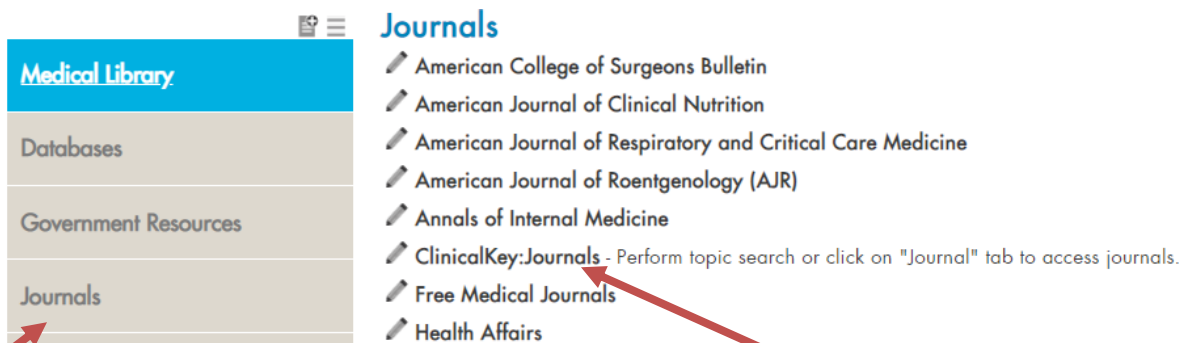 Medical Library
Databases
Government Resources
Journals
Journals
American College of Surgeons Bulletin
American Journal of Clinical Nutrition
American Journal of Respiratory and Critical Care Medicine
American Journal of Roentgenology (AJR)
Annals of Internal Medicine
ClinicalKey:Journals - Perform topic search or click on "Journal" tab to access journals.
Free Medical Journals
Health Affairs